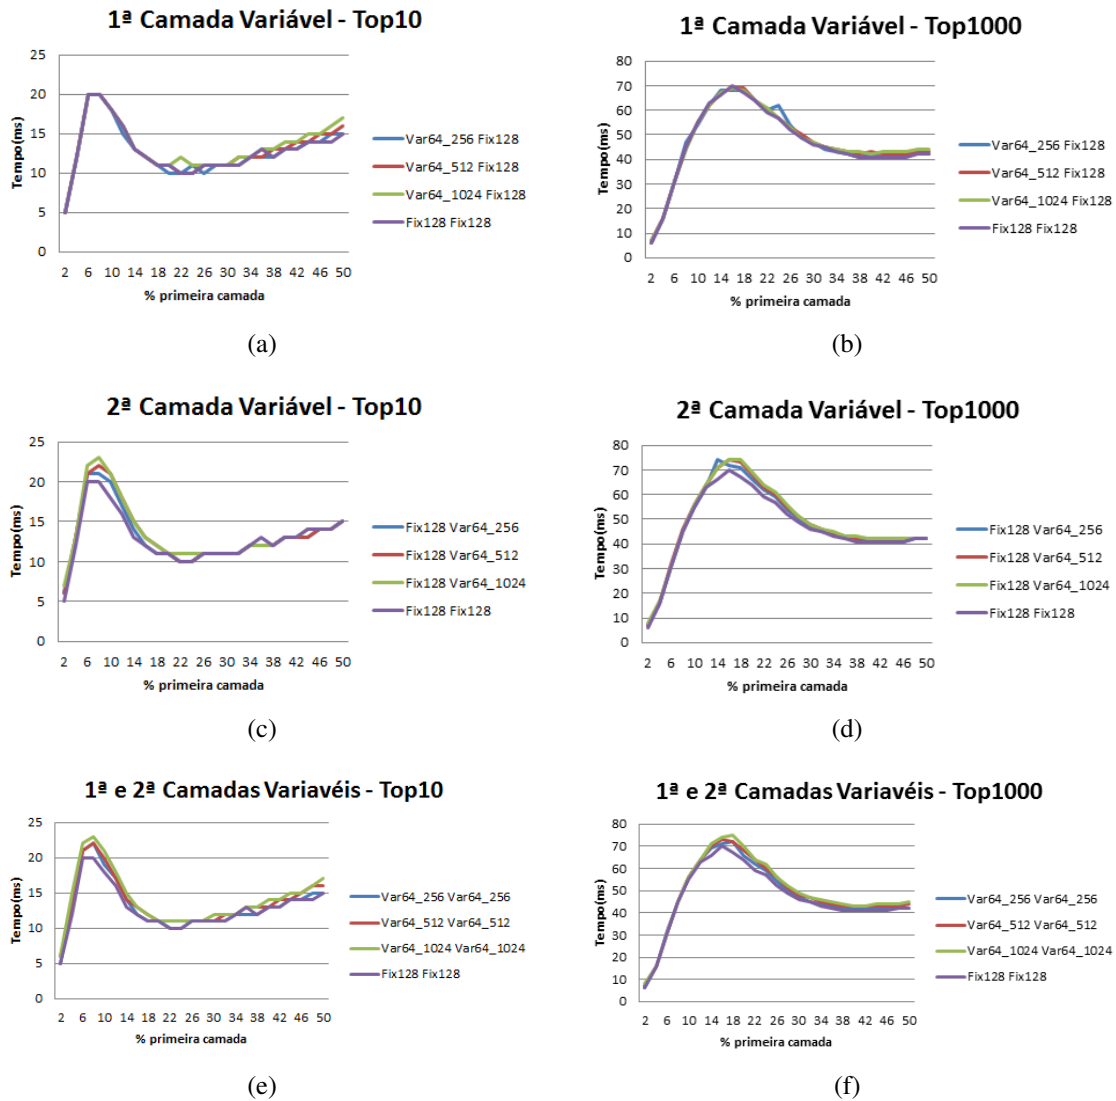 1ª Camada Variável - Top10
25
20
15
10
5
0
Tempo(ms)
2 6 10 14 18 22 26 30 34 38 42 46 50
% primeira camada
Var64_256 Fix128
Var64_512 Fix128
Var64_1024 Fix128
Fix128 Fix128
(a)
1ª Camada Variável - Top1000
80
70
60
50
40
30
20
10
0
Tempo(ms)
2 6 10 14 18 22 26 30 34 38 42 46 50
% primeira camada
Var64_256 Fix128
Var64_512 Fix128
Var64_1024 Fix128
Fix128 Fix128
(b)
2ª Camada Variável - Top10
25
20
15
10
5
0
Tempo(ms)
2 6 10 14 18 22 26 30 34 38 42 46 50
% primeira camada
Fix128 Var64_256
Fix128 Var64_512
Fix128 Var64_1024
Fix128 Fix128
(c)
2ª Camada Variável - Top1000
80
70
60
50
40
30
20
10
0
Tempo(ms)
2 6 10 14 18 22 26 30 34 38 42 46 50
% primeira camada
Fix128 Var64_256
Fix128 Var64_512
Fix128 Var64_1024
Fix128 Fix128
(d)
1ª e 2ª Camadas Variavéis - Top10
25
20
15
10
5
0
Tempo(ms)
2 6 10 14 18 22 26 30 34 38 42 46 50
% primeira camada
Var64_256 Var64_256
Var64_512 Var64_512
Var64_1024 Var64_1024
Fix128 Fix128
(e)
1ª e 2ª Camadas Variavéis - Top1000
80
70
60
50
40
30
20
10
0
Tempo(ms)
2 6 10 14 18 22 26 30 34 38 42 46 50
% primeira camada
Var64_256 Var64_256
Var64_512 Var64_512
Var64_1024 Var64_1024
Fix128 Fix128
(f)